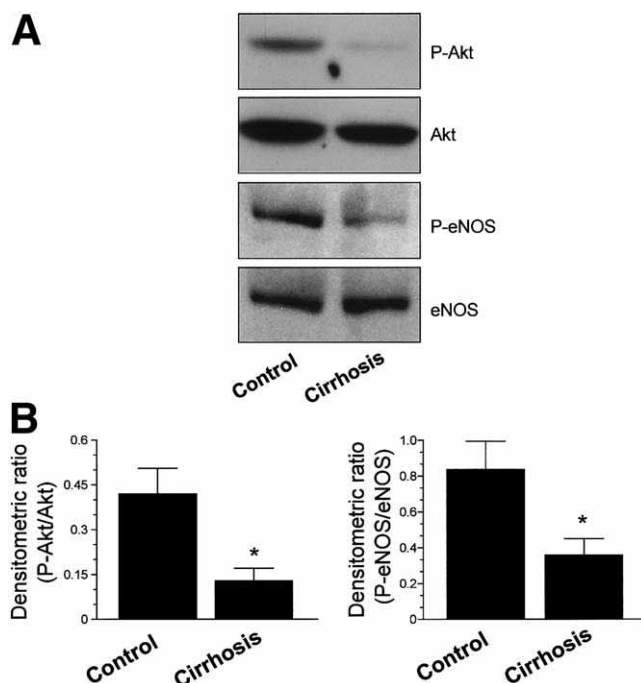 A
P-Akt
Akt
P-eNOS
eNOS
Control
Cirrhosis
B
Densitometric ratio
(P-Akt/Akt)
0.6
0.45
0.3
0.15
0
*
Control
Cirrhosis
Densitometric ratio
(P-eNOS/eNOS)
1.0
0.8
0.6
0.4
0.2
0
*
Control
Cirrhosis